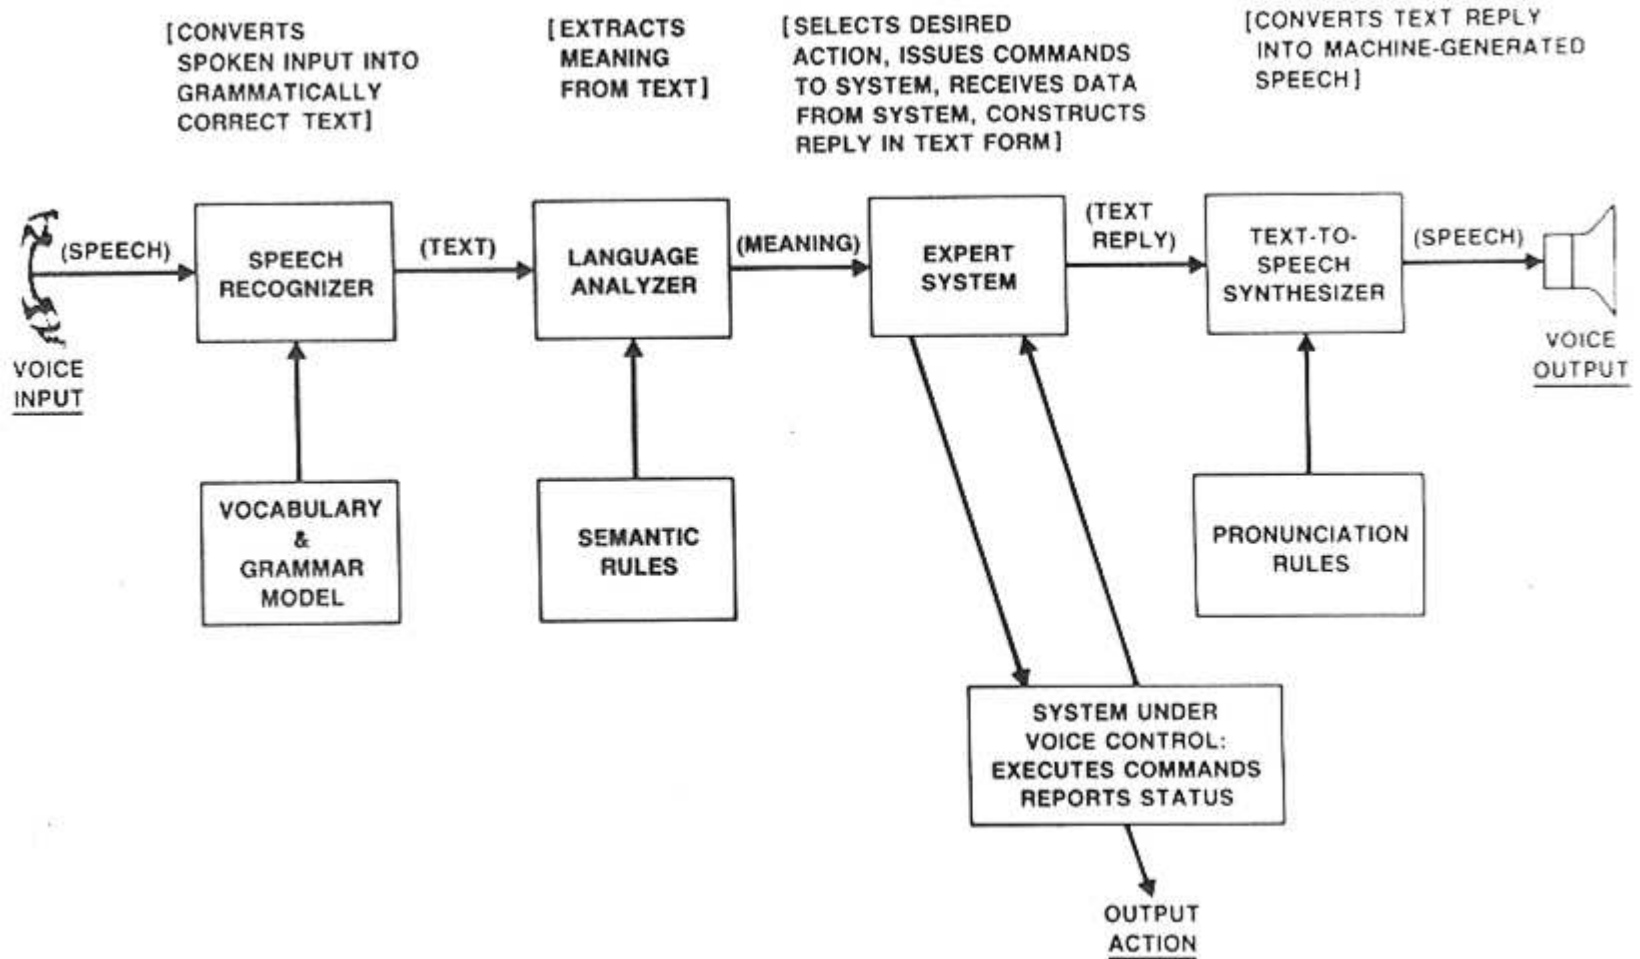 [CONVERTS
SPOKEN INPUT INTO
GRAMMATICALLY
CORRECT TEXT]
[EXTRACTS
MEANING
FROM TEXT]
[SELECTS DESIRED
ACTION, ISSUES COMMANDS
TO SYSTEM, RECEIVES DATA
FROM SYSTEM, CONSTRUCTS
REPLY IN TEXT FORM]
[CONVERTS TEXT REPLY
INTO MACHINE-GENERATED
SPEECH]
VOICE
INPUT
(SPEECH)
SPEECH
RECOGNIZER
(TEXT)
LANGUAGE
ANALYZER
(MEANING)
EXPERT
SYSTEM
(TEXT
REPLY)
TEXT-TO-
SPEECH
SYNTHESIZER
(SPEECH)
VOICE
OUTPUT
VOCABULARY
&
GRAMMAR
MODEL
SEMANTIC
RULES
PRONUNCIATION
RULES
SYSTEM UNDER
VOICE CONTROL:
EXECUTES COMMANDS
REPORTS STATUS
OUTPUT
ACTION